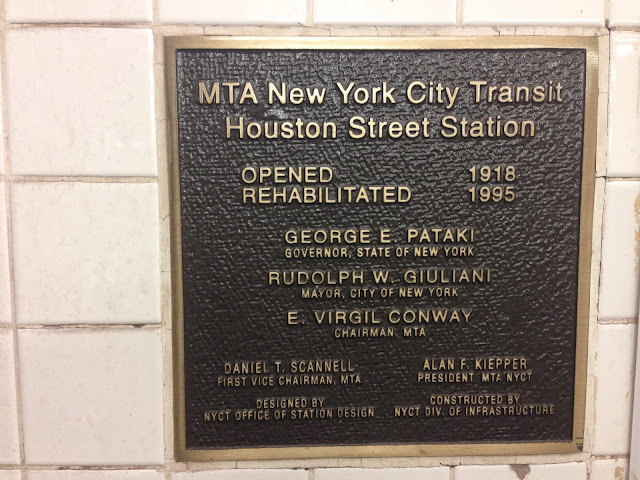 MTA New York City Transit
Houston Street Station
OPENED 1918
REHABILITATED 1995
GEORGE E. PATAKI
GOVERNOR, STATE OF NEW YORK
RUDOLPH W. GIULIANI
MAYOR, CITY OF NEW YORK
E. VIRGIL CONWAY
CHAIRMAN, MTA
DANIEL T. SCANNELL
FIRST VICE CHAIRMAN, MTA
ALAN F. KIEPPER
PRESIDENT MTA NYCT
DESIGNED BY
NYCT OFFICE OF STATION DESIGN
CONSTRUCTED BY
NYCT DIV. OF INFRASTRUCTURE